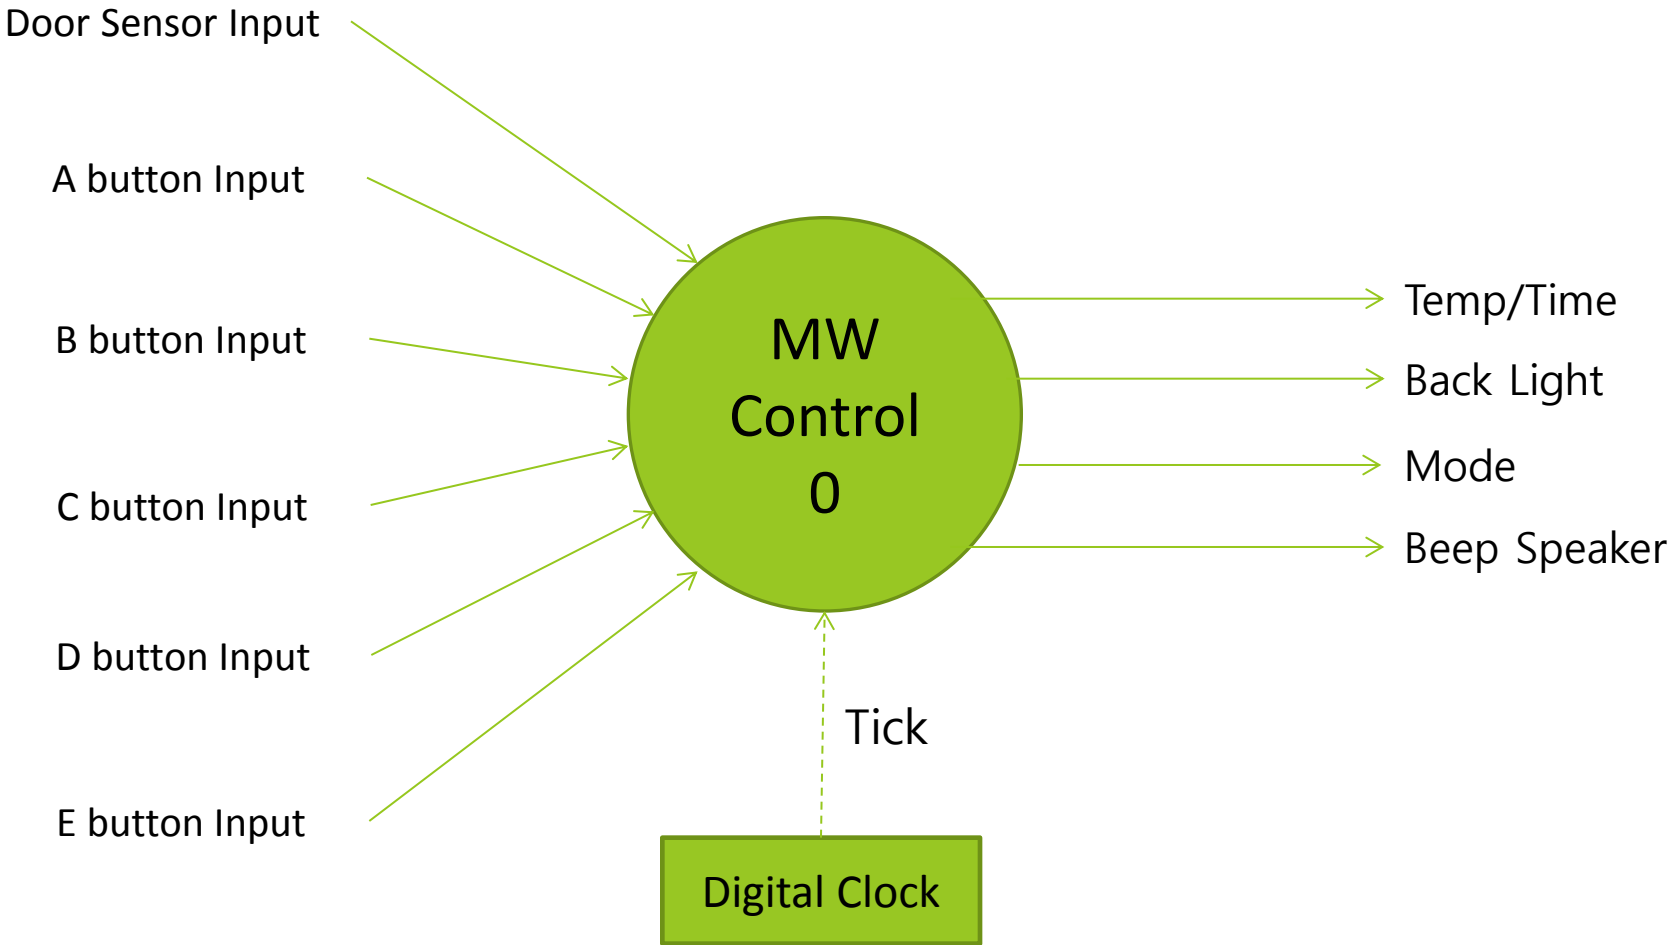 Door Sensor Input
A button Input
B button Input
C button Input
D button Input
E button Input
MW
Control
0
Temp/Time
Back Light
Mode
Beep Speaker
Tick
Digital Clock